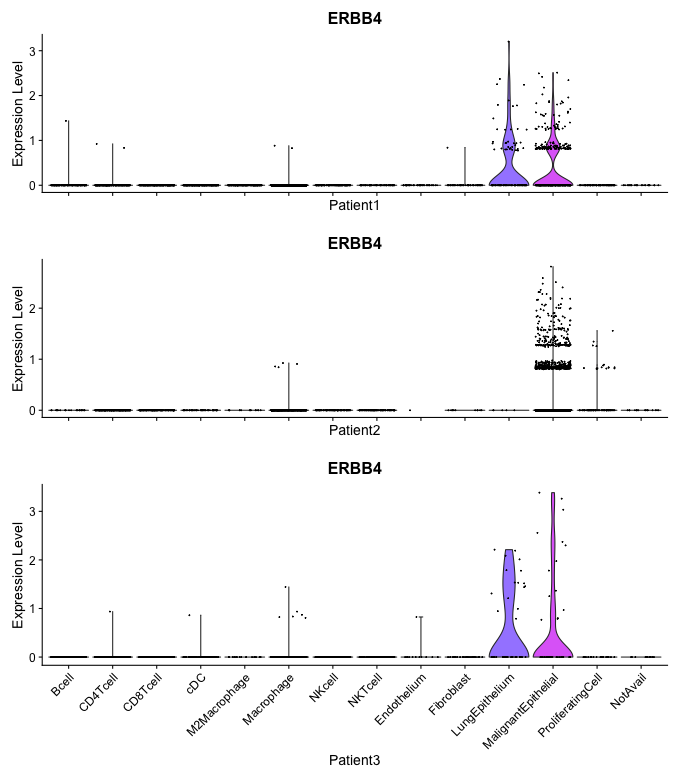 ERBB4
Expression Level
3
2
1
0
Patient1
ERBB4
Expression Level
2
1
0
Patient2
ERBB4
Expression Level
3
2
1
0
Bcell
CD4Tcell
CD8Tcell
cDC
M2Macrophage
Macrophage
NKcell
NKTcell
Endothelium
Fibroblast
LungEpithelium
MalignantEpithelial
ProliferatingCell
NotAvail
Patient3